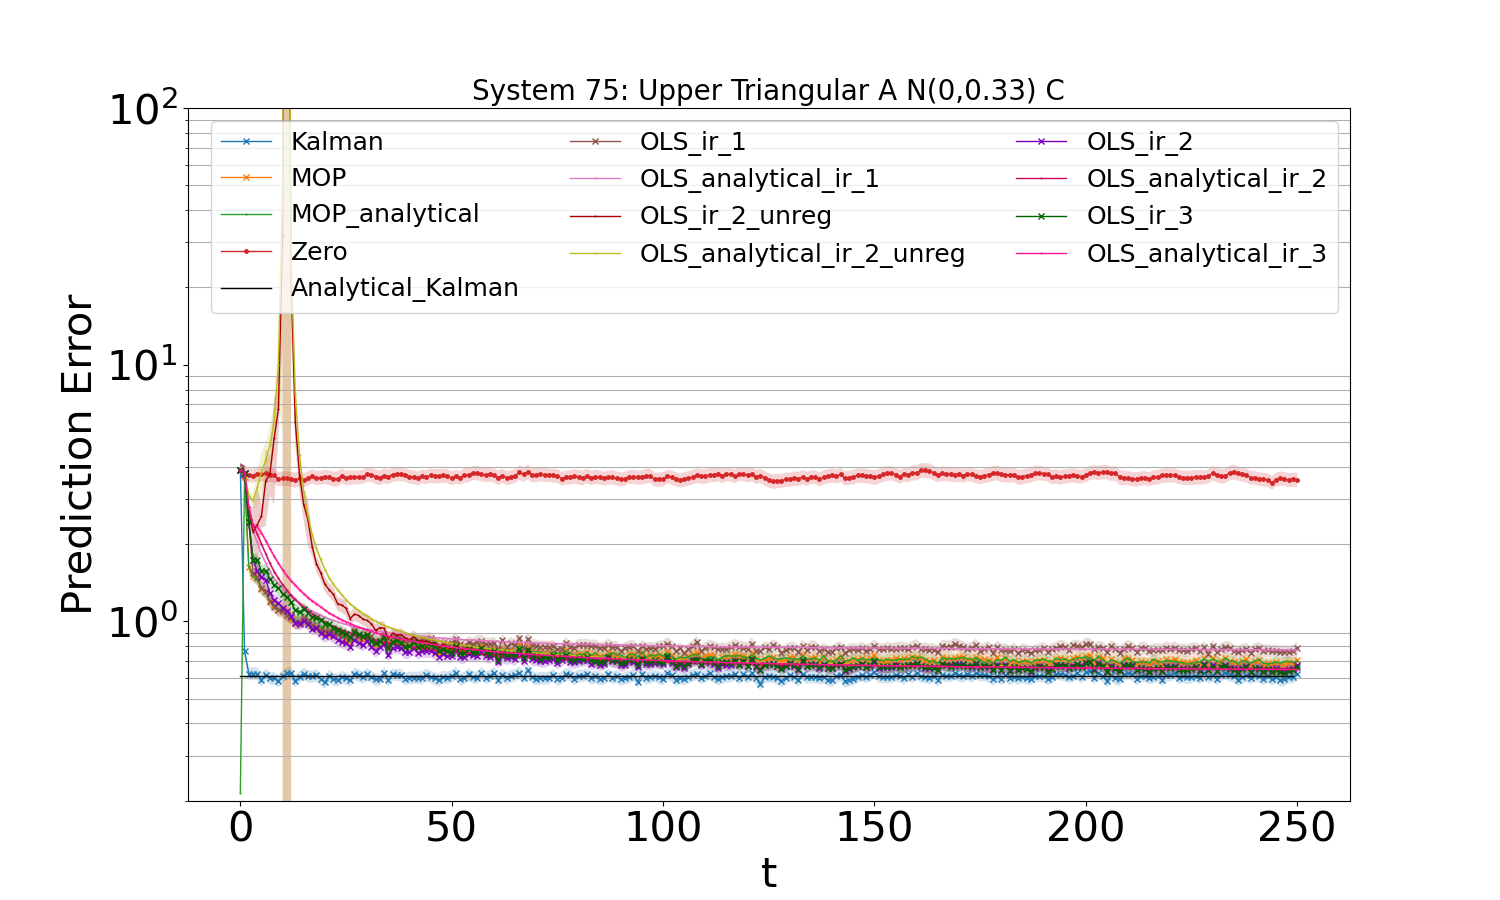 System 75: Upper Triangular A N(0,0.33) C
Kalman
MOP
MOP_analytical
Zero
Analytical_Kalman
OLS_ir_1
OLS_analytical_ir_1
OLS_ir_2_unreg
OLS_analytical_ir_2_unreg
OLS_ir_2
OLS_analytical_ir_2
OLS_ir_3
OLS_analytical_ir_3
Prediction Error
10²
10¹
10⁰
0 50 100 150 200 250
t